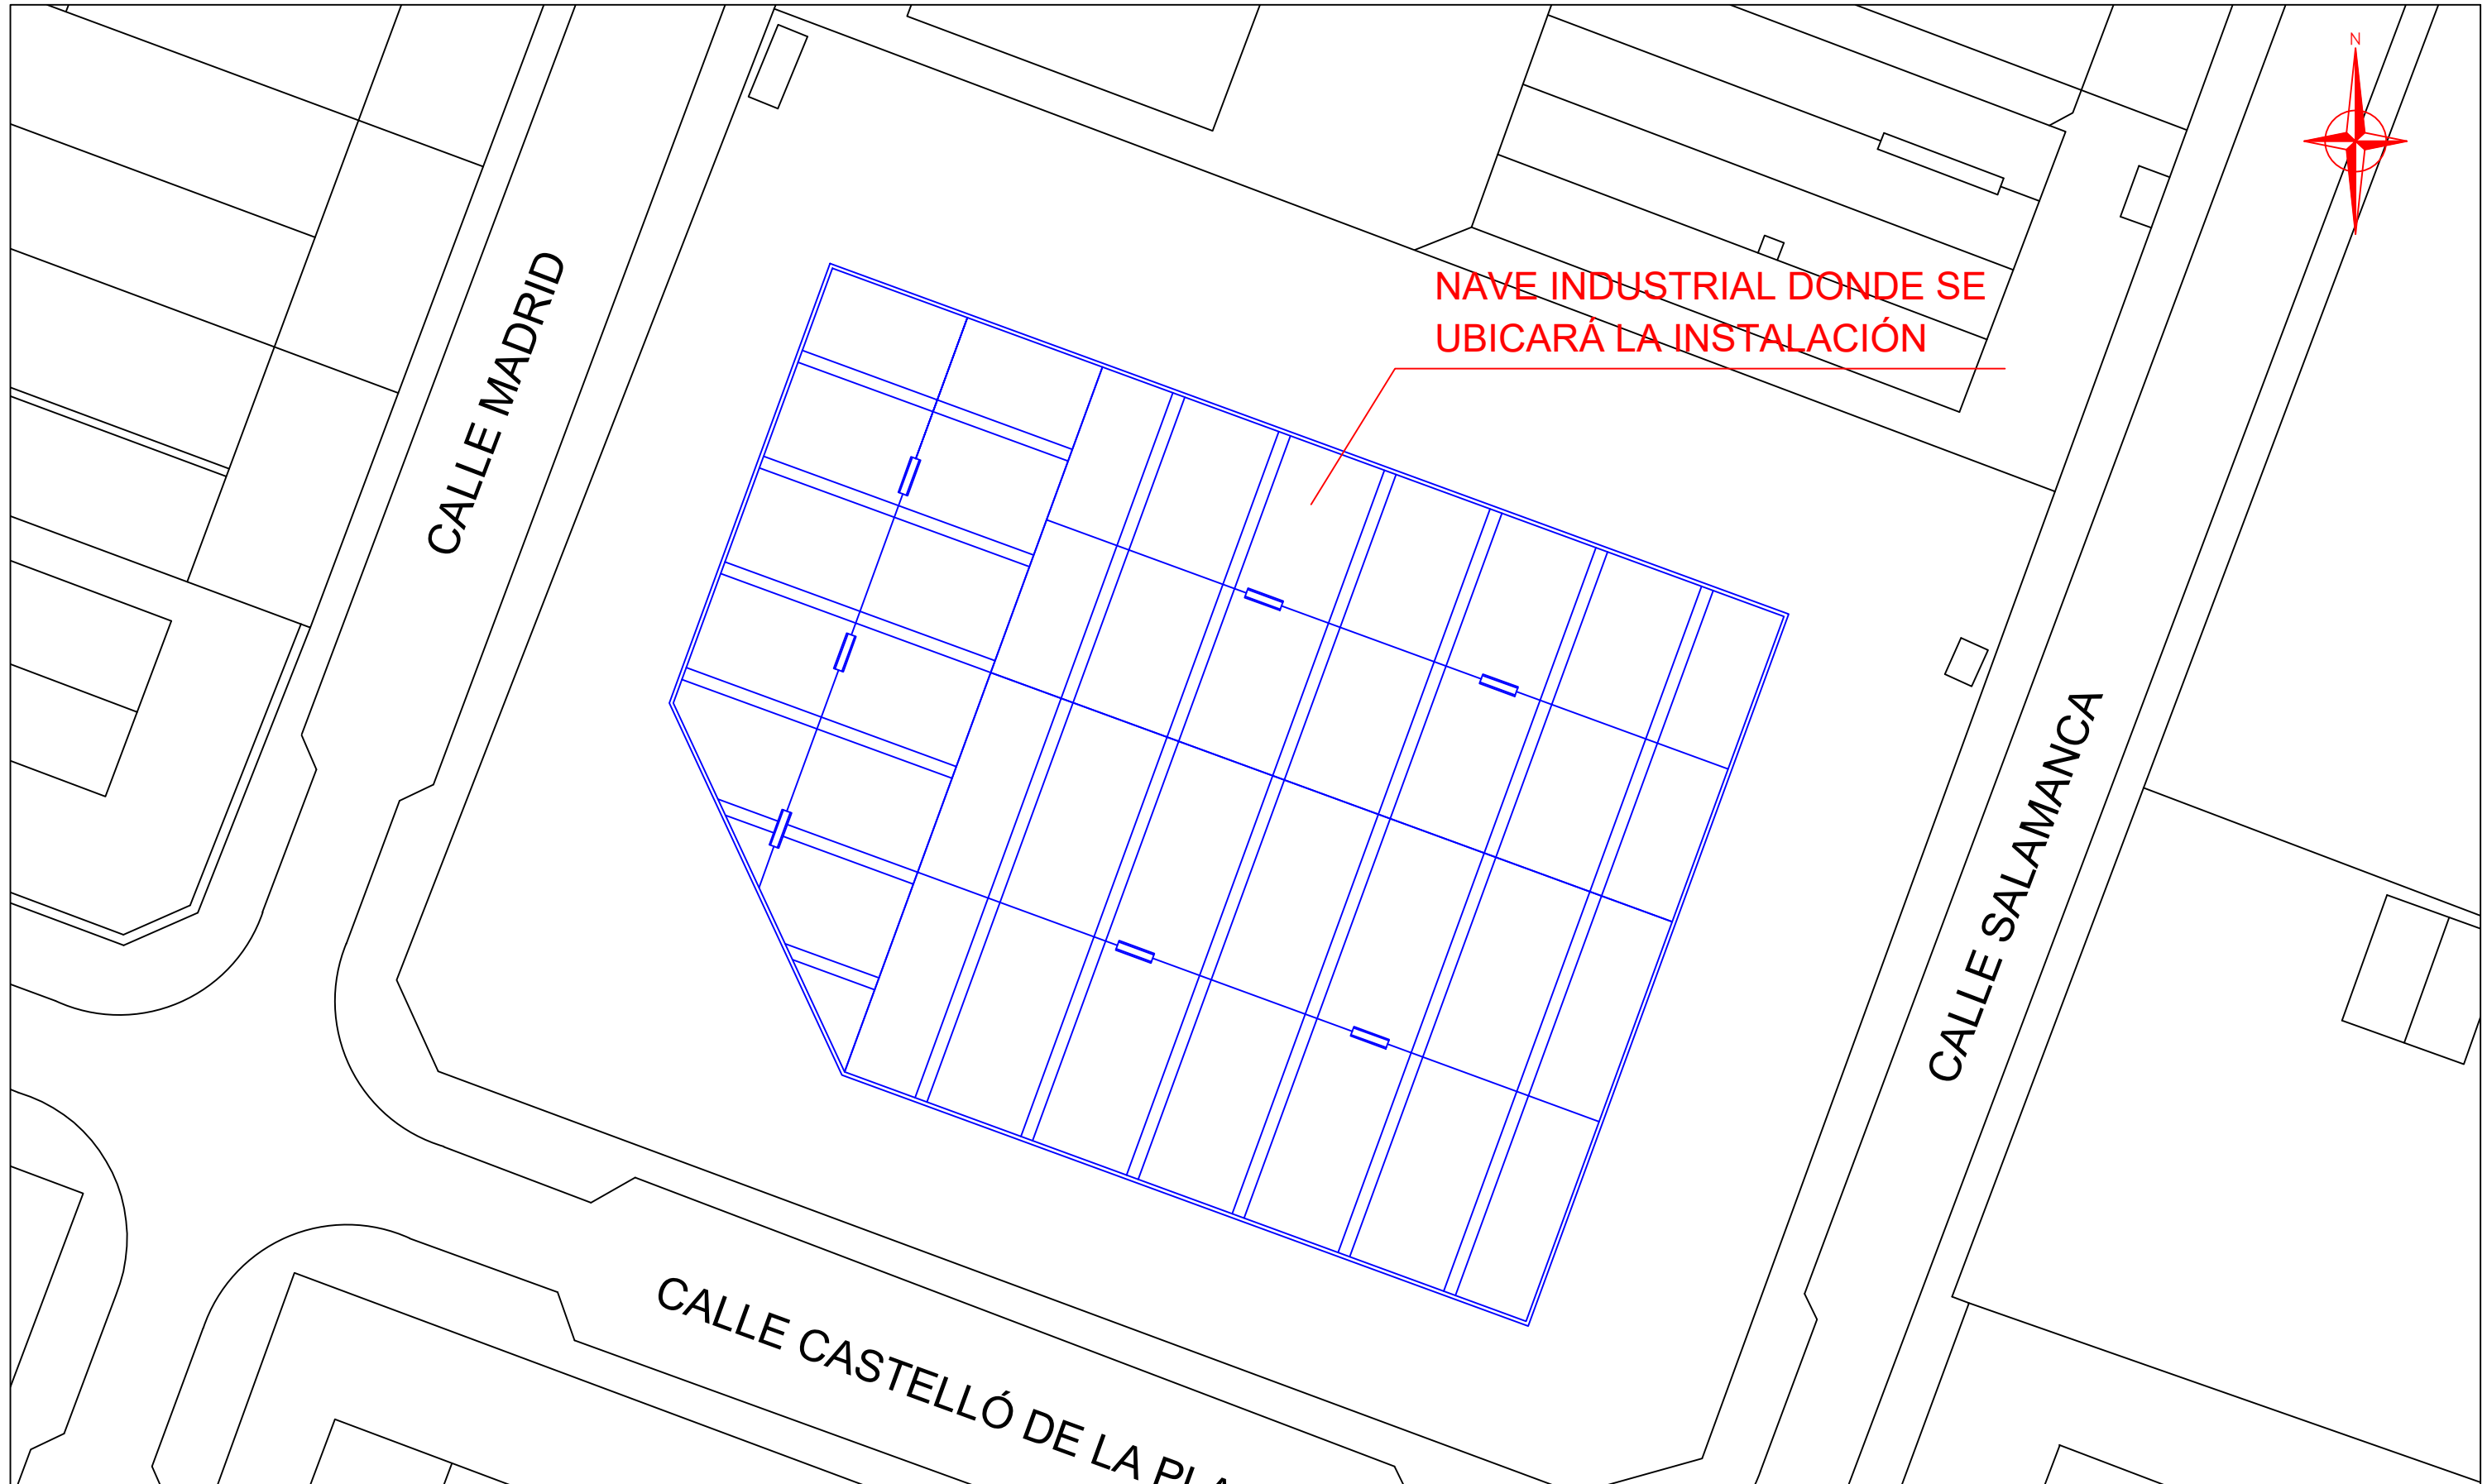 N
NAVE INDUSTRIAL DONDE SE
UBICARÁ LA INSTALACIÓN
CALLE MADRID
CALLE SALAMANCA
CALLE CASTELLÓ DE LA